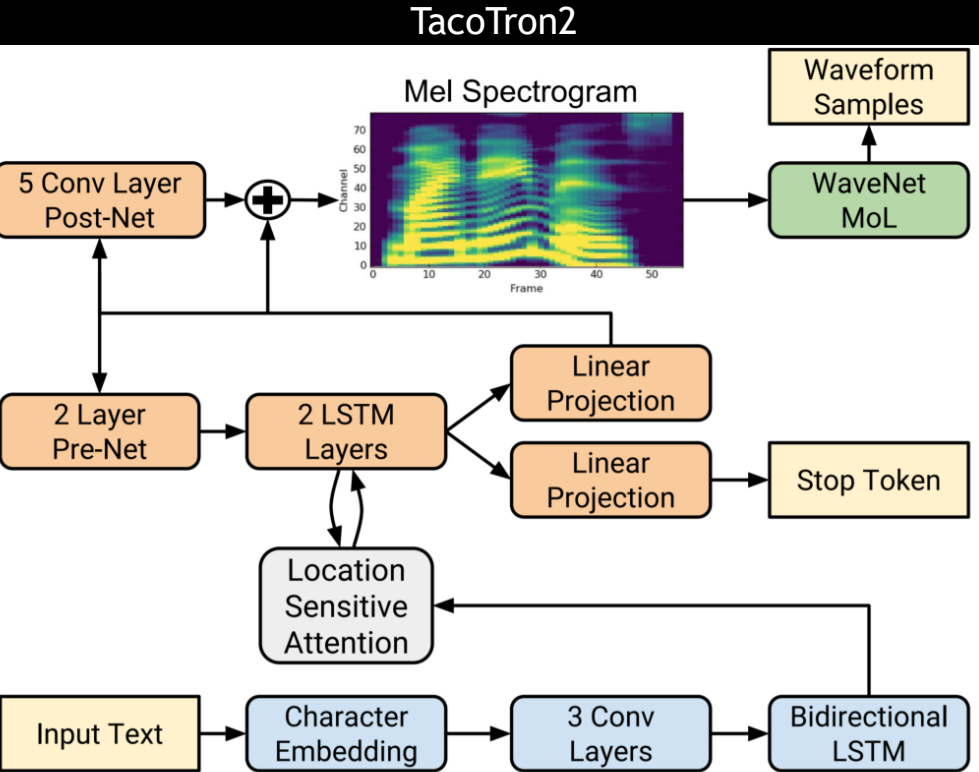 TacoTron2
Waveform
Samples
Mel Spectrogram
5 Conv Layer
Post-Net
WaveNet
MoL
Channel
70
60
50
40
30
20
10
0
0 10 20 30 40 50
Frame
Linear
Projection
2 Layer
Pre-Net
2 LSTM
Layers
Linear
Projection
Stop Token
Location
Sensitive
Attention
Input Text
Character
Embedding
3 Conv
Layers
Bidirectional
LSTM